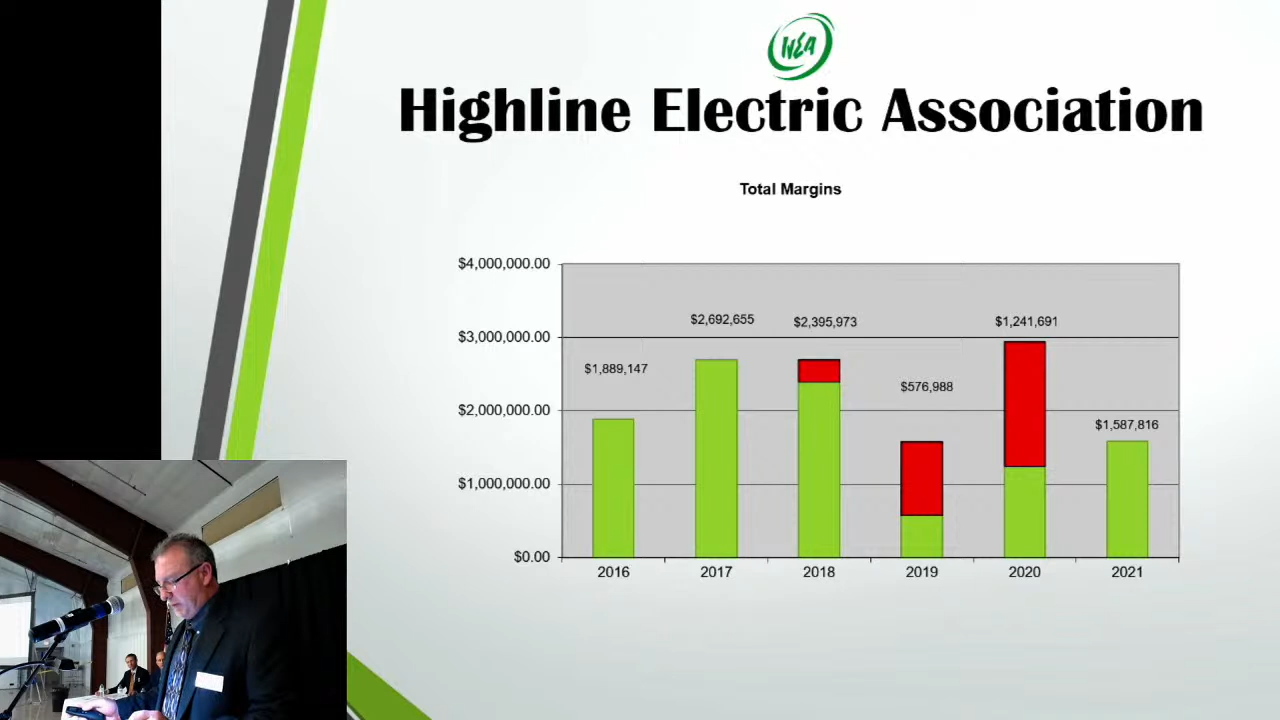 HEA
Highline Electric Association
Total Margins
$4,000,000.00
$3,000,000.00
$2,000,000.00
$1,000,000.00
$0.00
$1,889,147
$2,692,655
$2,395,973
$576,988
$1,241,691
$1,587,816
2016 2017 2018 2019 2020 2021